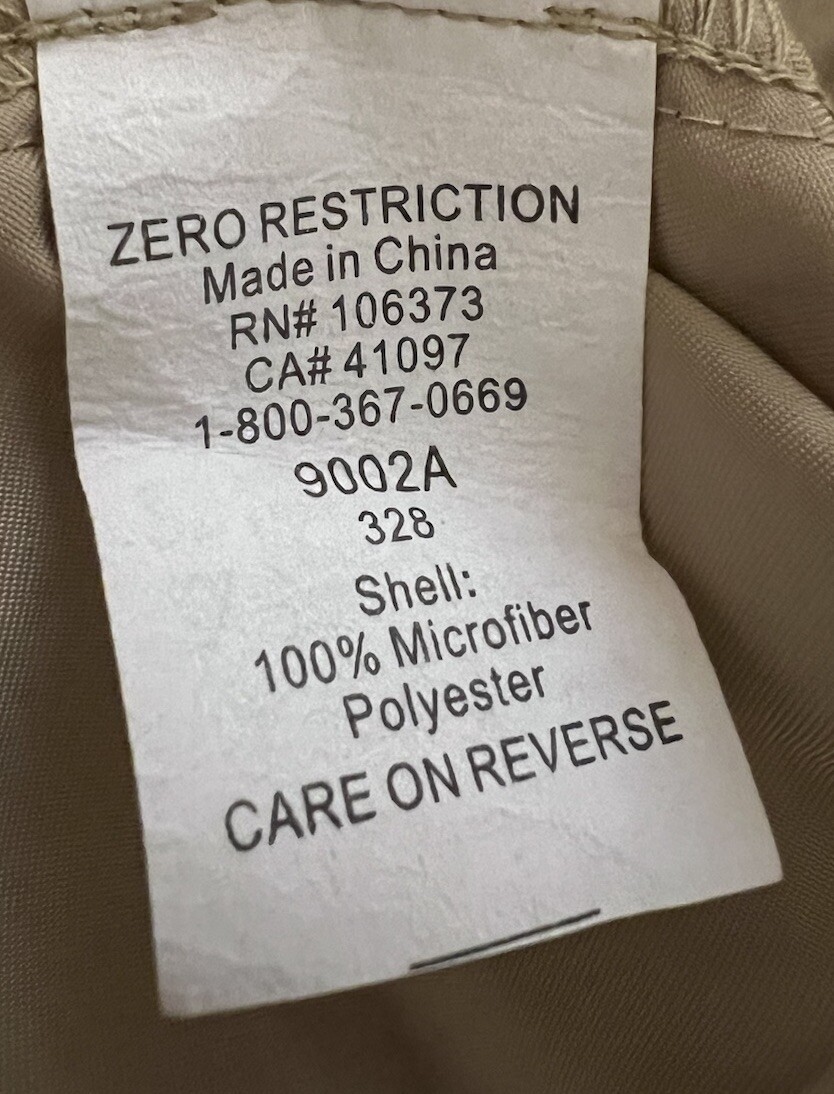 ZERO RESTRICTION
Made in China
RN# 106373
CA# 41097
1-800-367-0669
9002A
328
Shell:
100% Microfiber
Polyester
CARE ON REVERSE